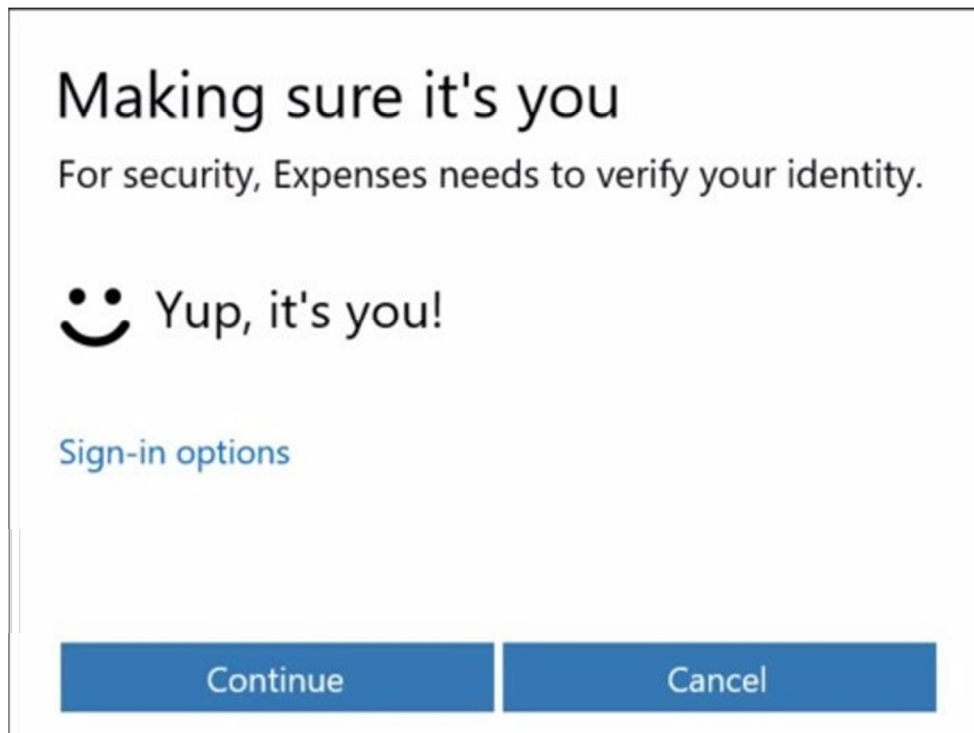 Making sure it's you
For security, Expenses needs to verify your identity.
Yup, it's you!
Sign-in options
Continue Cancel